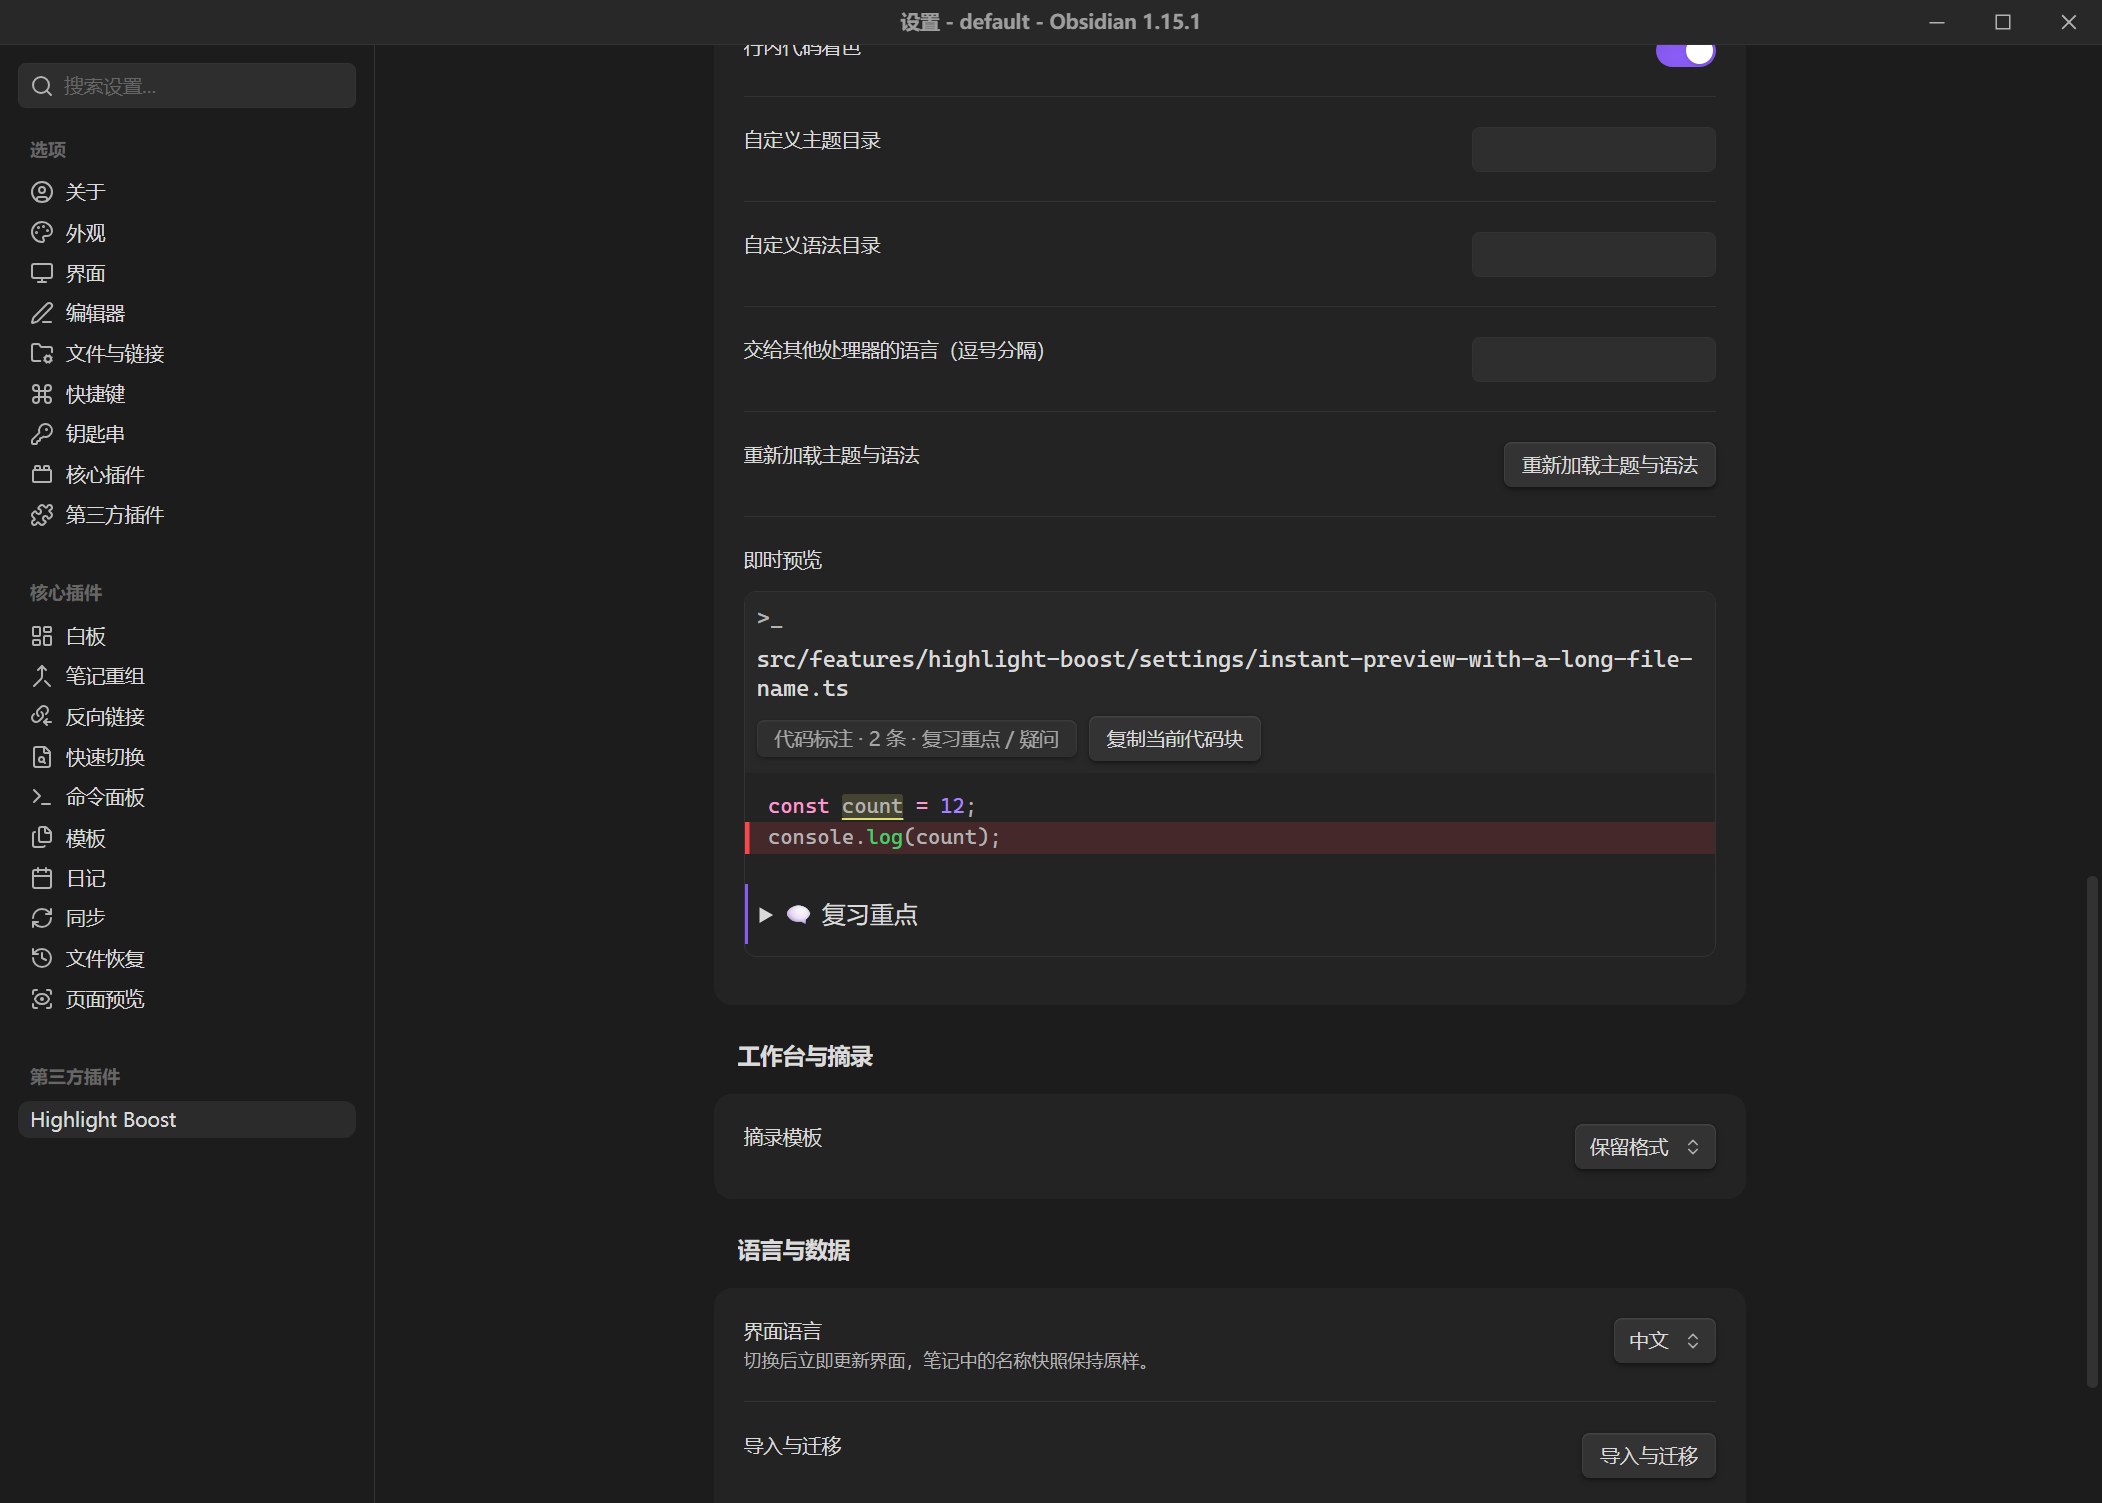 设置 - default - Obsidian 1.15.1
搜索设置...
选项
关于
外观
界面
编辑器
文件与链接
快捷键
钥匙串
核心插件
第三方插件
核心插件
白板
笔记重组
反向链接
快速切换
命令面板
模板
日记
同步
文件恢复
页面预览
第三方插件
Highlight Boost
行内代码着色
自定义主题目录
自定义语法目录
交给其他处理器的语言（逗号分隔）
重新加载主题与语法
重新加载主题与语法
即时预览
>_
src/features/highlight-boost/settings/instant-preview-with-a-long-file-
name.ts
代码标注 · 2 条 · 复习重点 / 疑问
复制当前代码块
const count = 12;
console.log(count);
复习重点
工作台与摘录
摘录模板
保留格式
语言与数据
界面语言
切换后立即更新界面，笔记中的名称快照保持原样。
中文
导入与迁移
导入与迁移